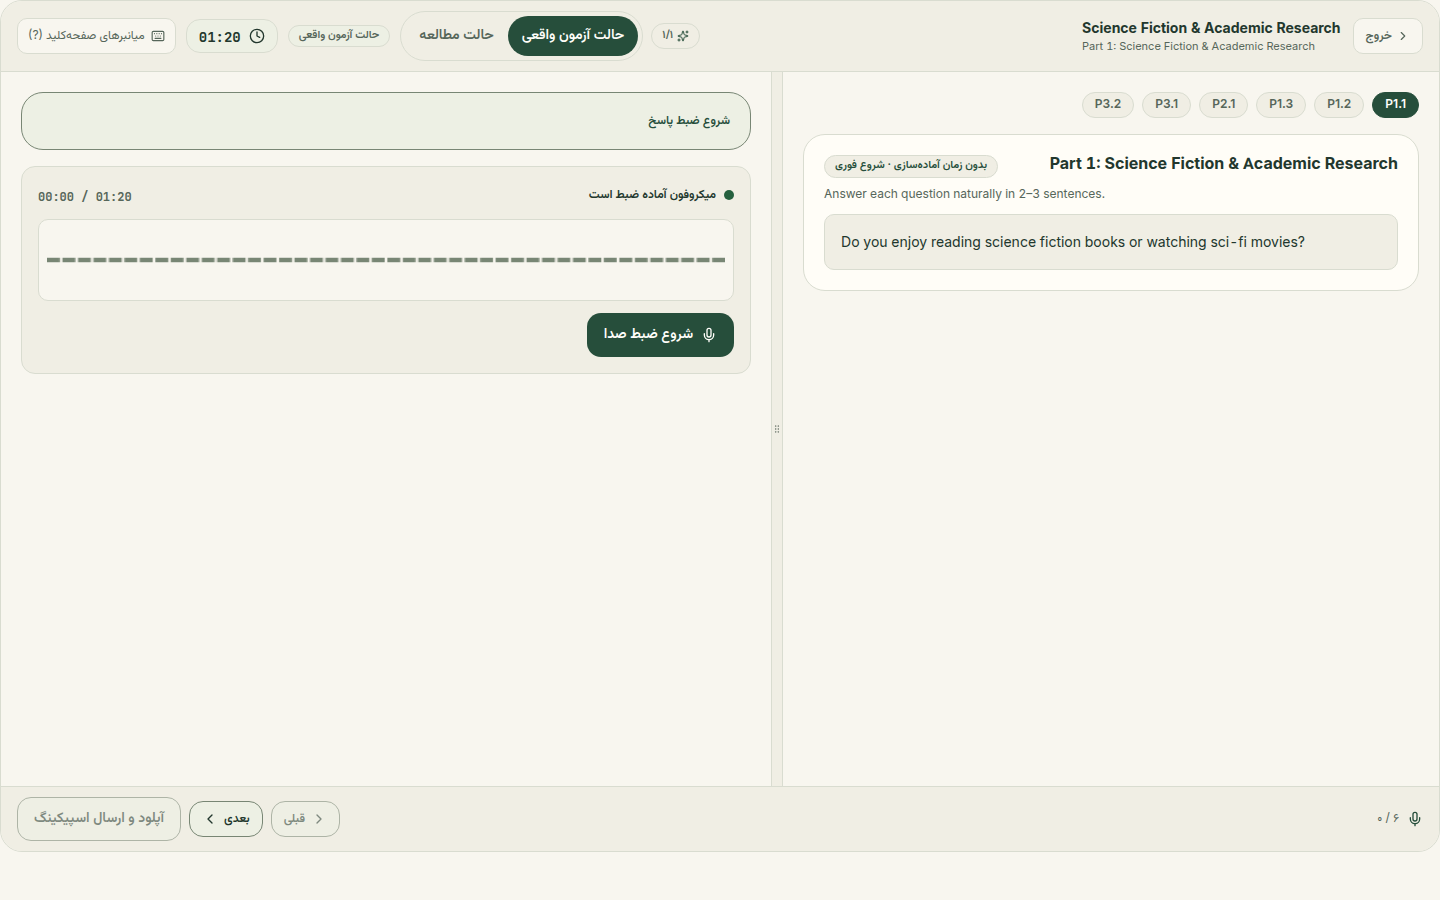 خروج
Science Fiction & Academic Research
Part 1: Science Fiction & Academic Research
۱/۱
حالت آزمون واقعی
حالت مطالعه
حالت آزمون واقعی
01:20
میانبرهای صفحه‌کلید (?)
P1.1
P1.2
P1.3
P2.1
P3.1
P3.2
Part 1: Science Fiction & Academic Research
بدون زمان آماده‌سازی · شروع فوری
Answer each question naturally in 2–3 sentences.
Do you enjoy reading science fiction books or watching sci-fi movies?
شروع ضبط پاسخ
میکروفون آماده ضبط است
00:00 / 01:20
شروع ضبط صدا
۰ / ۶
قبلی
بعدی
آپلود و ارسال اسپیکینگ